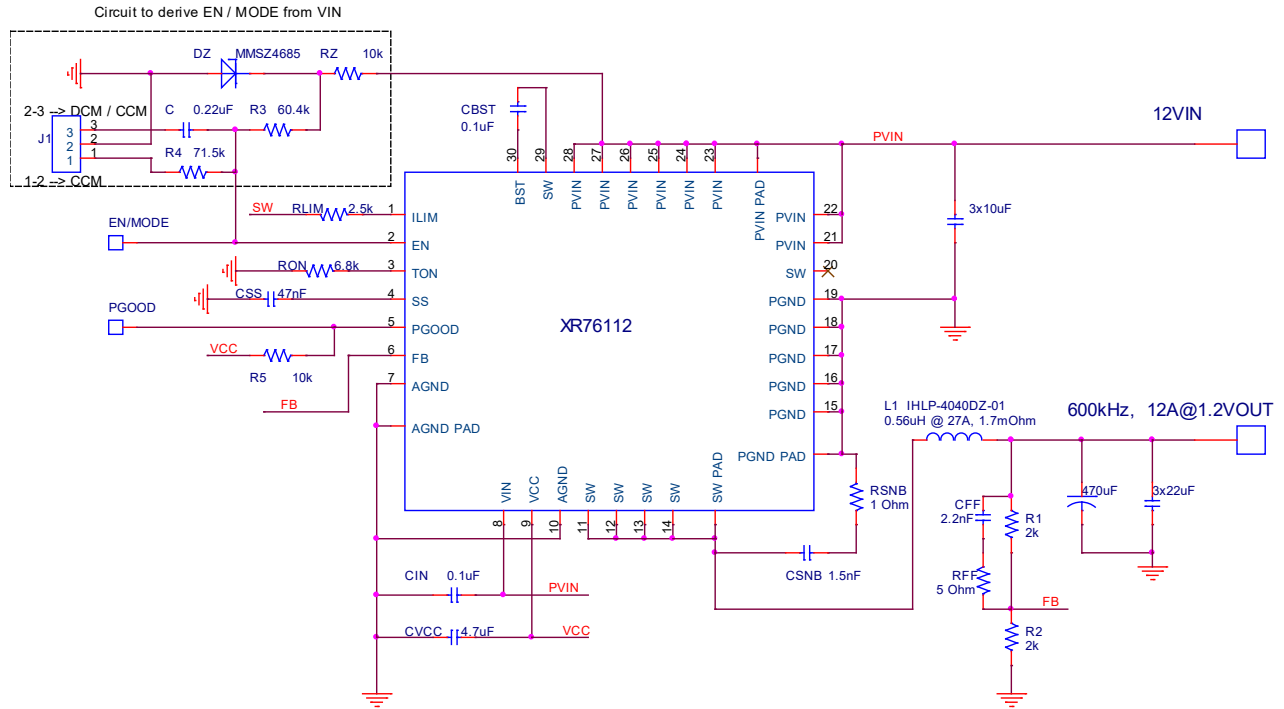 Circuit to derive EN / MODE from VIN
DZ MMSZ4685 RZ 10k
2-3 --> DCM / CCM
C 0.22uF R3 60.4k
J1
3
2
1
R4 71.5k
1-2 --> CCM
CBST
0.1uF
12VIN
PVIN
30 29 28 27 26 25 24 23
BST SW PVIN PVIN PVIN PVIN PVIN PVIN PVIN PAD
SW RLIM 2.5k 1 ILIM
EN/MODE
2 EN
RON 6.8k 3 TON
CSS 47nF 4 SS
PGOOD
5 PGOOD
VCC
R5 10k
6 FB
FB
7 AGND
AGND PAD
XR76112
PVIN 22
PVIN 21
SW 20
PGND 19
PGND 18
PGND 17
PGND 16
PGND 15
PGND PAD
3x10uF
VIN VCC AGND SW SW SW SW SW PAD
8 9 10 11 12 13 14
RSNB
1 Ohm
CSNB 1.5nF
CIN 0.1uF PVIN
CVCC 4.7uF VCC
L1 IHLP-4040DZ-01
0.56uH @ 27A, 1.7mOhm
600kHz, 12A@1.2VOUT
CFF
2.2nF
R1
2k
470uF
3x22uF
RFF
5 Ohm
FB
R2
2k